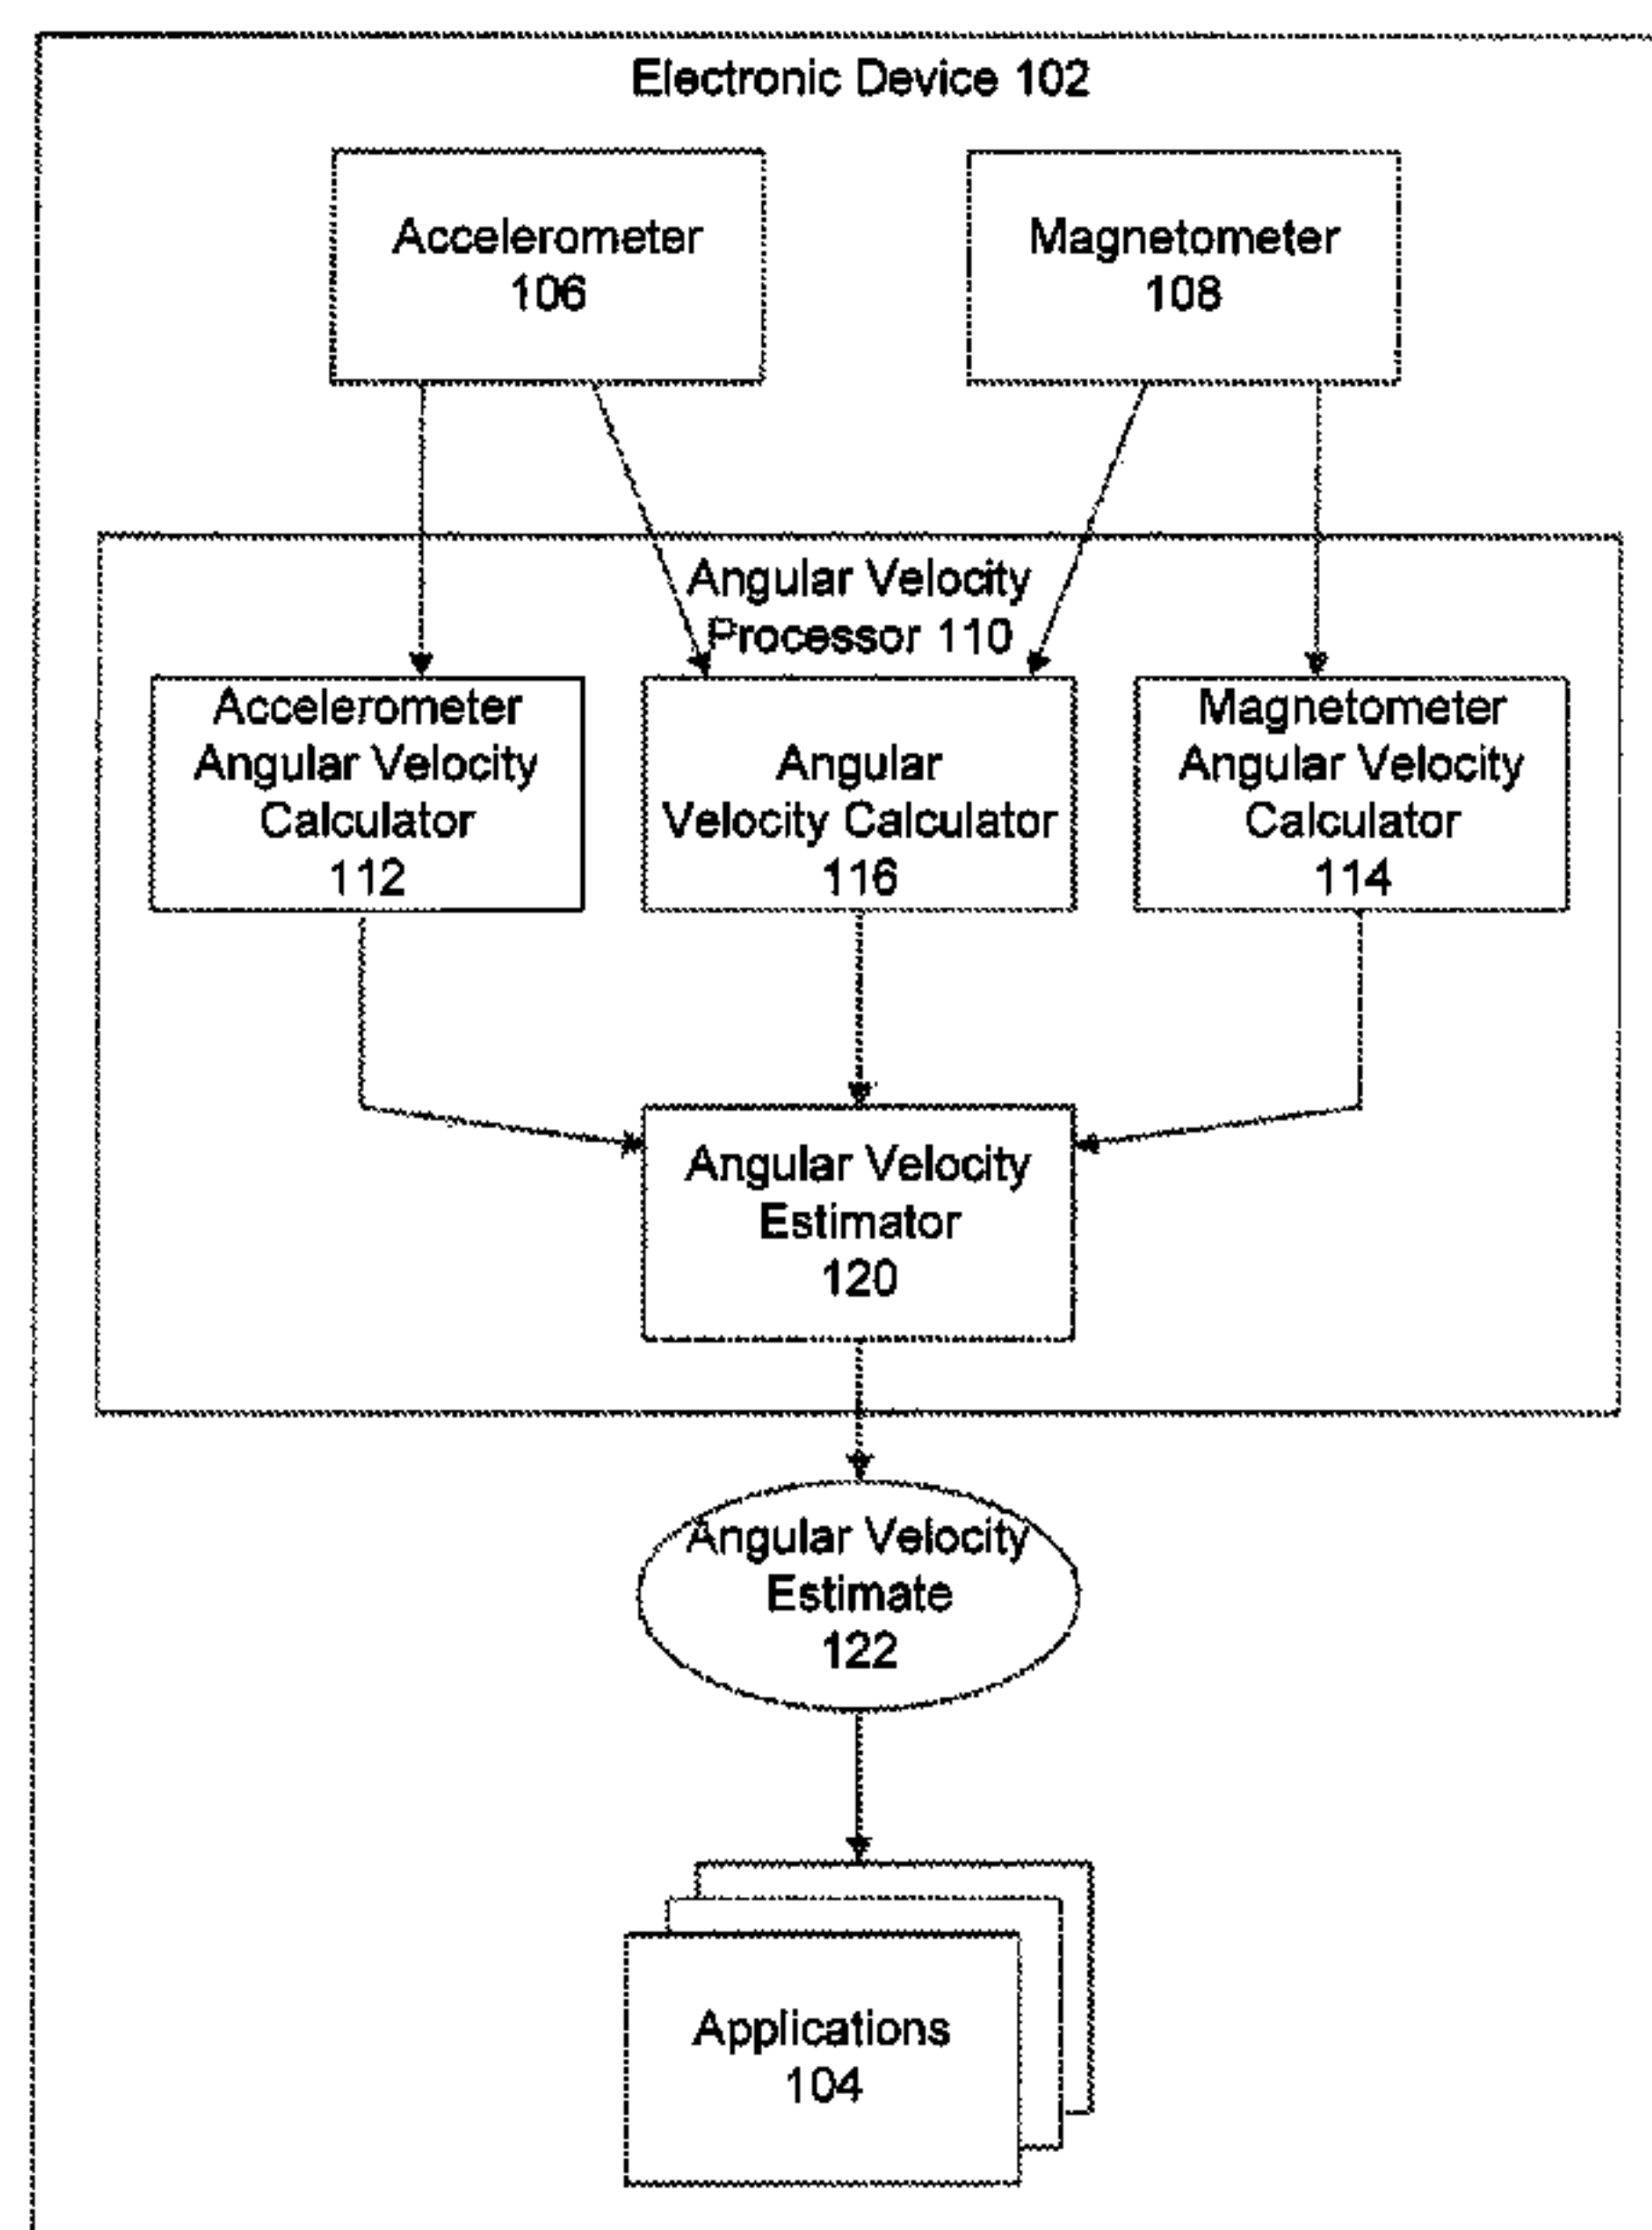 Electronic Device 102
Accelerometer
106
Magnetometer
108
Angular Velocity
Processor 110
Accelerometer
Angular Velocity
Calculator
112
Angular
Velocity Calculator
116
Magnetometer
Angular Velocity
Calculator
114
Angular Velocity
Estimator
120
Angular Velocity
Estimate
122
Applications
104